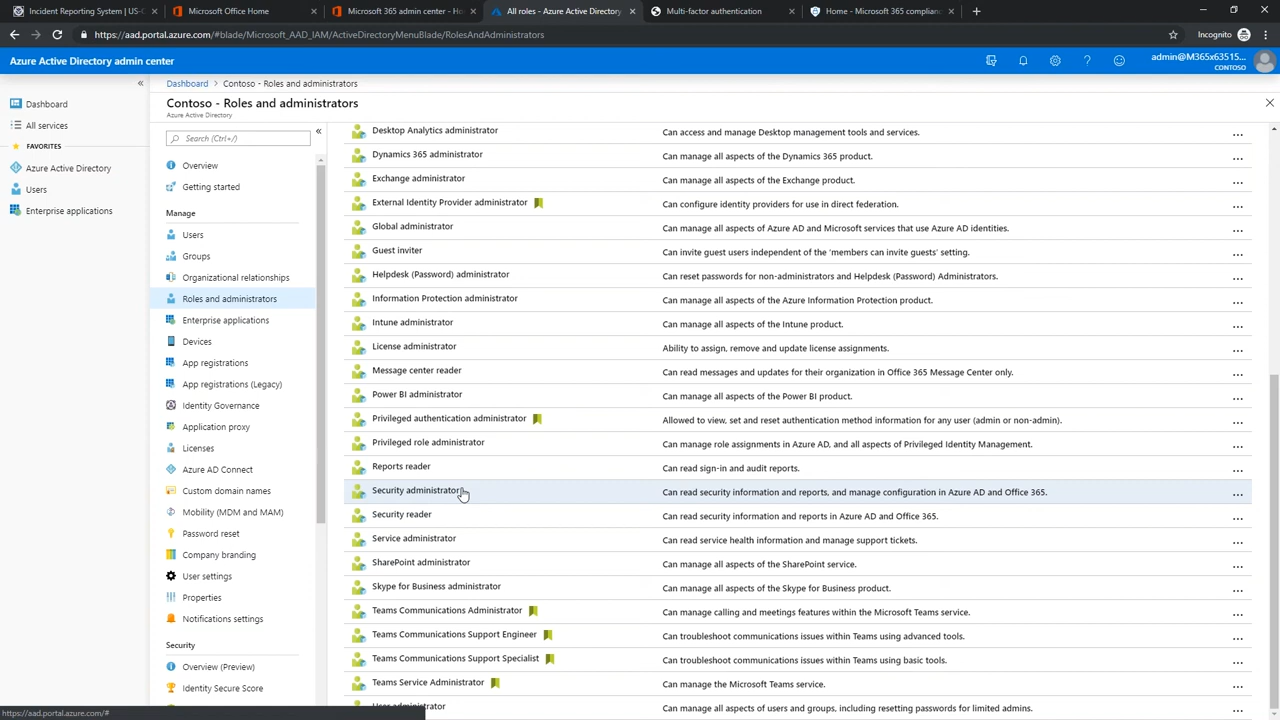 Incident Reporting System | US-C
Microsoft Office Home
Microsoft 365 admin center - Ho
All roles - Azure Active Directory
Multi-factor authentication
Home - Microsoft 365 complianc
https://aad.portal.azure.com/#blade/Microsoft_AAD_IAM/ActiveDirectoryMenuBlade/RolesAndAdministrators
Incognito
Azure Active Directory admin center
admin@M365x63515...
CONTOSO
Dashboard
All services
FAVORITES
Azure Active Directory
Users
Enterprise applications
Dashboard > Contoso - Roles and administrators
Contoso - Roles and administrators
Azure Active Directory
Search (Ctrl+/)
Overview
Getting started
Manage
Users
Groups
Organizational relationships
Roles and administrators
Enterprise applications
Devices
App registrations
App registrations (Legacy)
Identity Governance
Application proxy
Licenses
Azure AD Connect
Custom domain names
Mobility (MDM and MAM)
Password reset
Company branding
User settings
Properties
Notifications settings
Security
Overview (Preview)
Identity Secure Score
Desktop Analytics administrator Can access and manage Desktop management tools and services.
Dynamics 365 administrator Can manage all aspects of the Dynamics 365 product.
Exchange administrator Can manage all aspects of the Exchange product.
External Identity Provider administrator Can configure identity providers for use in direct federation.
Global administrator Can manage all aspects of Azure AD and Microsoft services that use Azure AD identities.
Guest inviter Can invite guest users independent of the 'members can invite guests' setting.
Helpdesk (Password) administrator Can reset passwords for non-administrators and Helpdesk (Password) Administrators.
Information Protection administrator Can manage all aspects of the Azure Information Protection product.
Intune administrator Can manage all aspects of the Intune product.
License administrator Ability to assign, remove and update license assignments.
Message center reader Can read messages and updates for their organization in Office 365 Message Center only.
Power BI administrator Can manage all aspects of the Power BI product.
Privileged authentication administrator Allowed to view, set and reset authentication method information for any user (admin or non-admin).
Privileged role administrator Can manage role assignments in Azure AD, and all aspects of Privileged Identity Management.
Reports reader Can read sign-in and audit reports.
Security administrator Can read security information and reports, and manage configuration in Azure AD and Office 365.
Security reader Can read security information and reports in Azure AD and Office 365.
Service administrator Can read service health information and manage support tickets.
SharePoint administrator Can manage all aspects of the SharePoint service.
Skype for Business administrator Can manage all aspects of the Skype for Business product.
Teams Communications Administrator Can manage calling and meetings features within the Microsoft Teams service.
Teams Communications Support Engineer Can troubleshoot communications issues within Teams using advanced tools.
Teams Communications Support Specialist Can troubleshoot communications issues within Teams using basic tools.
Teams Service Administrator Can manage the Microsoft Teams service.
User administrator Can manage all aspects of users and groups, including resetting passwords for limited admins.
https://aad.portal.azure.com/#